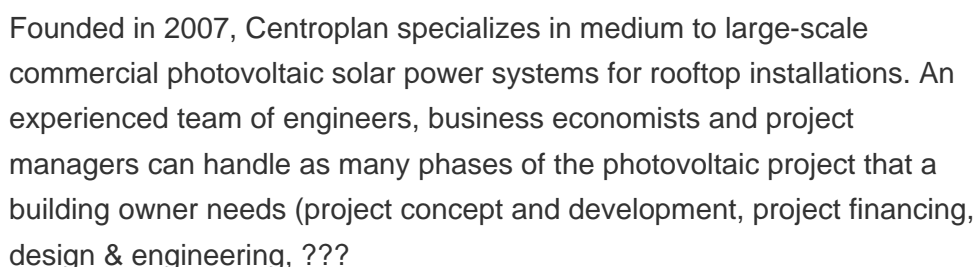 Founded in 2007, Centroplan specializes in medium to large-scale
commercial photovoltaic solar power systems for rooftop installations. An
experienced team of engineers, business economists and project
managers can handle as many phases of the photovoltaic project that a
building owner needs (project concept and development, project financing,
design & engineering, ???